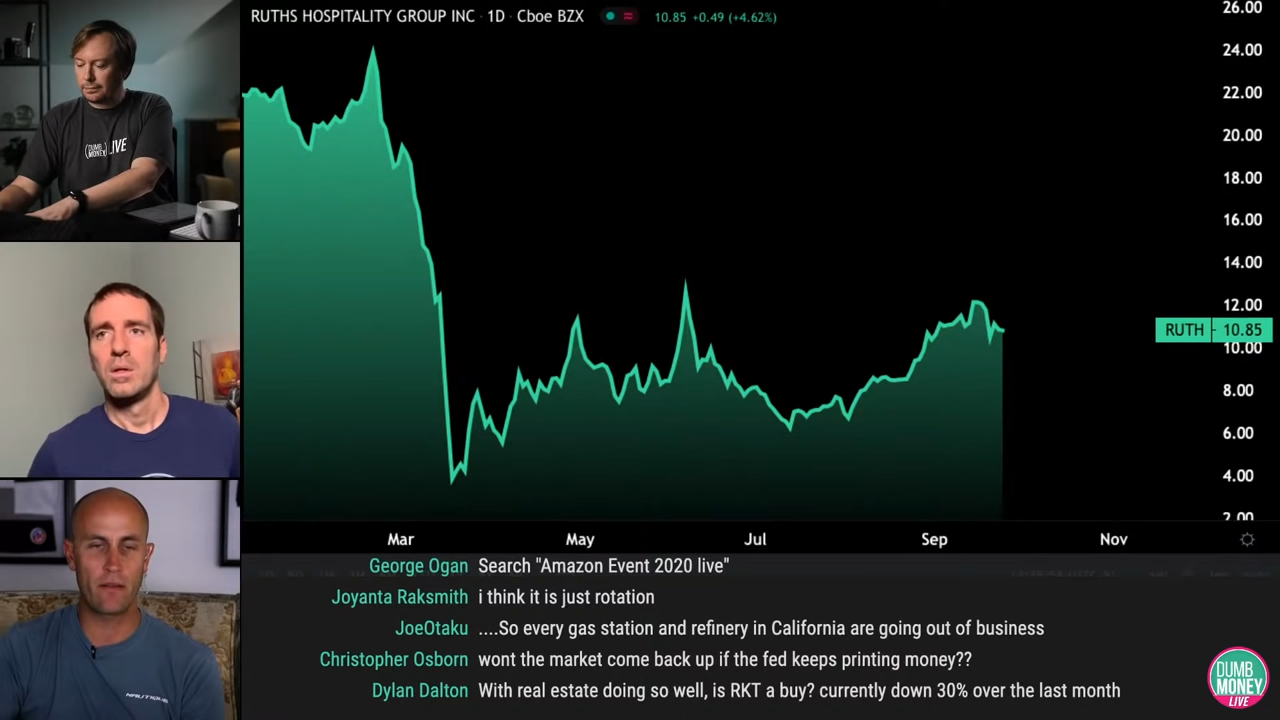 RUTHS HOSPITALITY GROUP INC · 1D · Cboe BZX 10.85 +0.49 (+4.62%)
26.00
24.00
22.00
20.00
18.00
16.00
14.00
12.00
RUTH 10.85
10.00
8.00
6.00
4.00
2.00
Mar May Jul Sep Nov
(DUMB MONEY) LIVE
NAUTIQUE
George Ogan Search "Amazon Event 2020 live"
Joyanta Raksmith i think it is just rotation
JoeOtaku ....So every gas station and refinery in California are going out of business
Christopher Osborn wont the market come back up if the fed keeps printing money??
Dylan Dalton With real estate doing so well, is RKT a buy? currently down 30% over the last month
DUMB
MONEY
LIVE